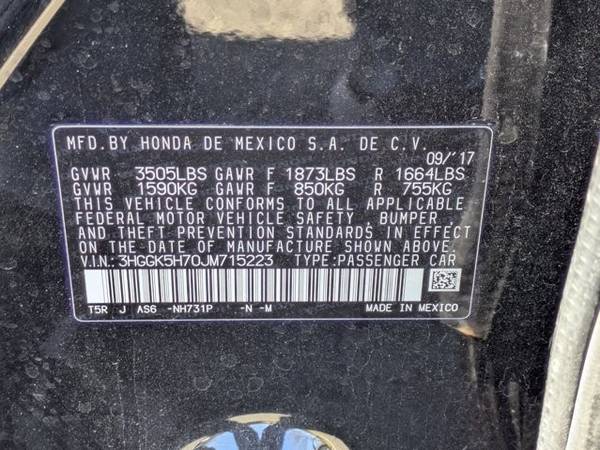 MFD.BY HONDA DE MEXICO S.A. DE C.V.
09/'17
GVWR 3505LBS GAWR F 1873LBS R 1664LBS
GVWR 1590KG GAWR F 850KG R 755KG
THIS VEHICLE CONFORMS TO ALL APPLICABLE
FEDERAL MOTOR VEHICLE SAFETY, BUMPER,
AND THEFT PREVENTION STANDARDS IN EFFECT
ON THE DATE OF MANUFACTURE SHOWN ABOVE.
V.IN.: 3HGGK5H70JM715223 TYPE:PASSENGER CAR
T5R J AS6 -NH731P -N -M MADE IN MEXICO